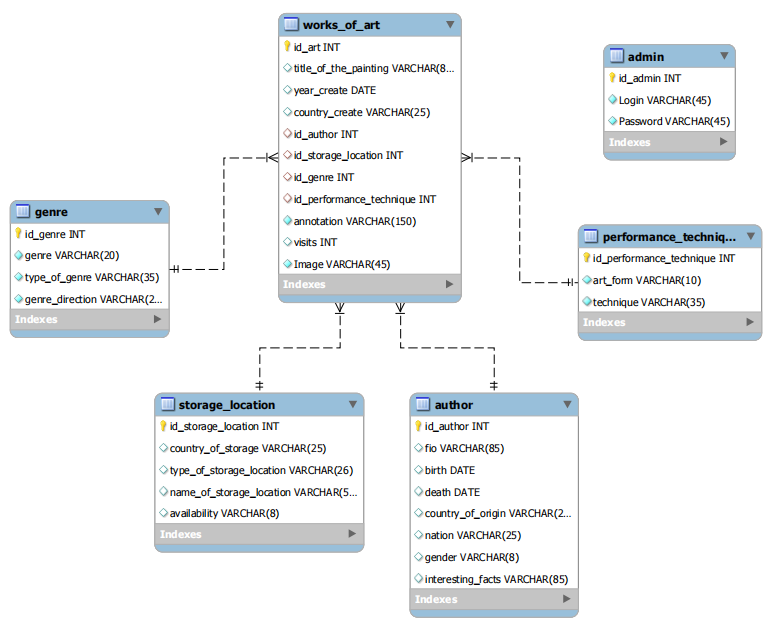 works_of_art
id_art INT
title_of_the_painting VARCHAR(8...
year_create DATE
country_create VARCHAR(25)
id_author INT
id_storage_location INT
id_genre INT
id_performance_technique INT
annotation VARCHAR(150)
visits INT
Image VARCHAR(45)
Indexes
admin
id_admin INT
Login VARCHAR(45)
Password VARCHAR(45)
Indexes
genre
id_genre INT
genre VARCHAR(20)
type_of_genre VARCHAR(35)
genre_direction VARCHAR(2...
Indexes
performance_techniq...
id_performance_technique INT
art_form VARCHAR(10)
technique VARCHAR(35)
Indexes
storage_location
id_storage_location INT
country_of_storage VARCHAR(25)
type_of_storage_location VARCHAR(26)
name_of_storage_location VARCHAR(5...
availability VARCHAR(8)
Indexes
author
id_author INT
fio VARCHAR(85)
birth DATE
death DATE
country_of_origin VARCHAR(2...
nation VARCHAR(25)
gender VARCHAR(8)
interesting_facts VARCHAR(85)
Indexes